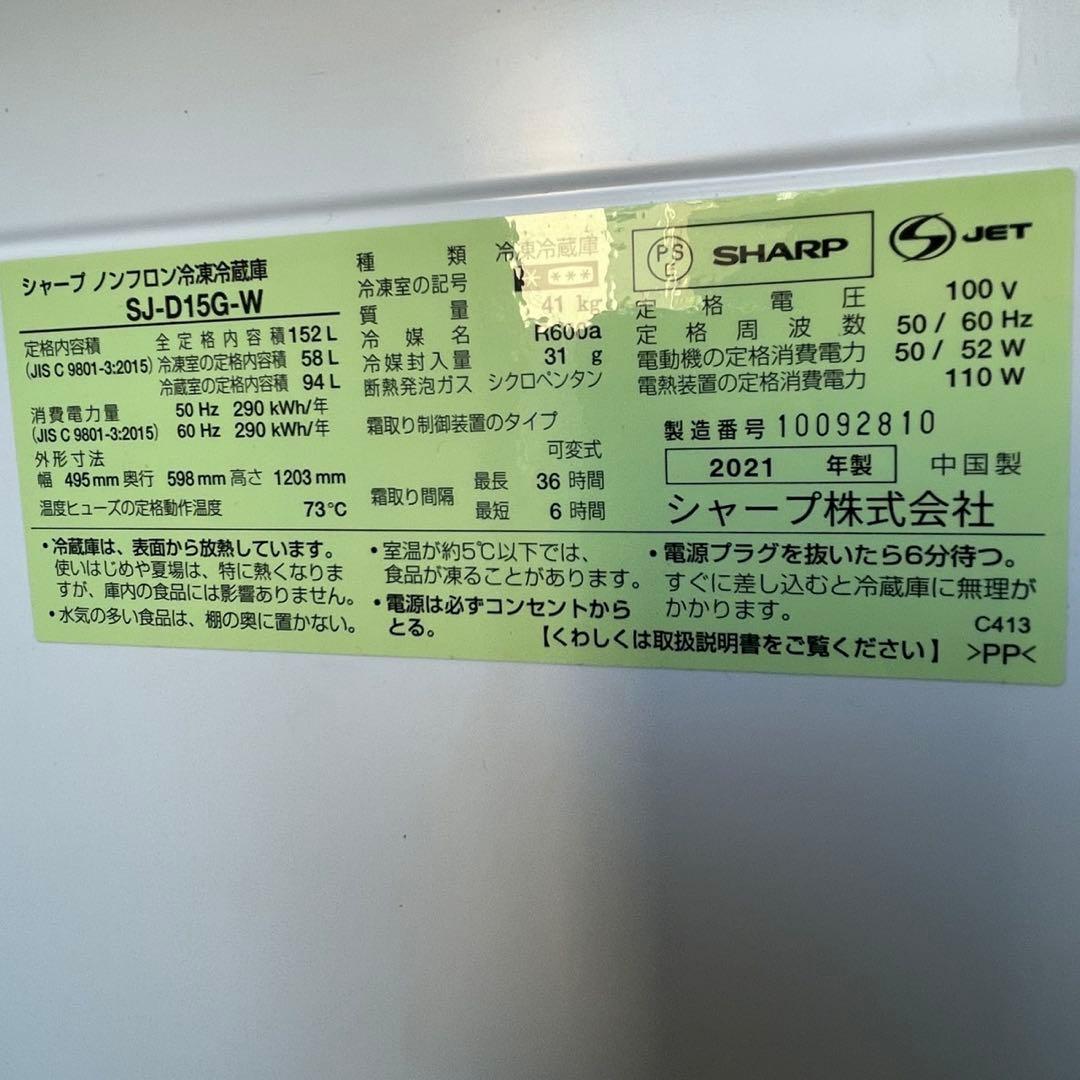 シャープ ノンフロン冷凍冷蔵庫
SJ-D15G-W
定格内容積 全定格内容積 152 L
(JIS C 9801-3:2015) 冷凍室の定格内容積 58 L
冷蔵室の定格内容積 94 L
消費電力量 50 Hz 290 kWh/年
(JIS C 9801-3:2015) 60 Hz 290 kWh/年
外形寸法
幅 495 mm 奥行 598 mm 高さ 1203 mm
温度ヒューズの定格動作温度 73℃
種類 冷凍冷蔵庫
冷凍室の記号 * ***
質量 41 kg
冷媒名 R600a
冷媒封入量 31 g
断熱発泡ガス シクロペンタン
霜取り制御装置のタイプ
可変式
霜取り間隔 最長 36 時間
最短 6 時間
PS E SHARP S JET
定格電圧 100 V
定格周波数 50 / 60 Hz
電動機の定格消費電力 50 / 52 W
電熱装置の定格消費電力 110 W
製造番号 10092810
2021 年製 中国製
シャープ株式会社
・冷蔵庫は、表面から放熱しています。
使いはじめや夏場は、特に熱くなりま
すが、庫内の食品には影響ありません。
・水気の多い食品は、棚の奥に置かない。
・室温が約5℃以下では、
食品が凍ることがあります。
・電源は必ずコンセントから
とる。
・電源プラグを抜いたら6分待つ。
すぐに差し込むと冷蔵庫に無理が
かかります。
C413
【くわしくは取扱説明書をご覧ください】 >PP<